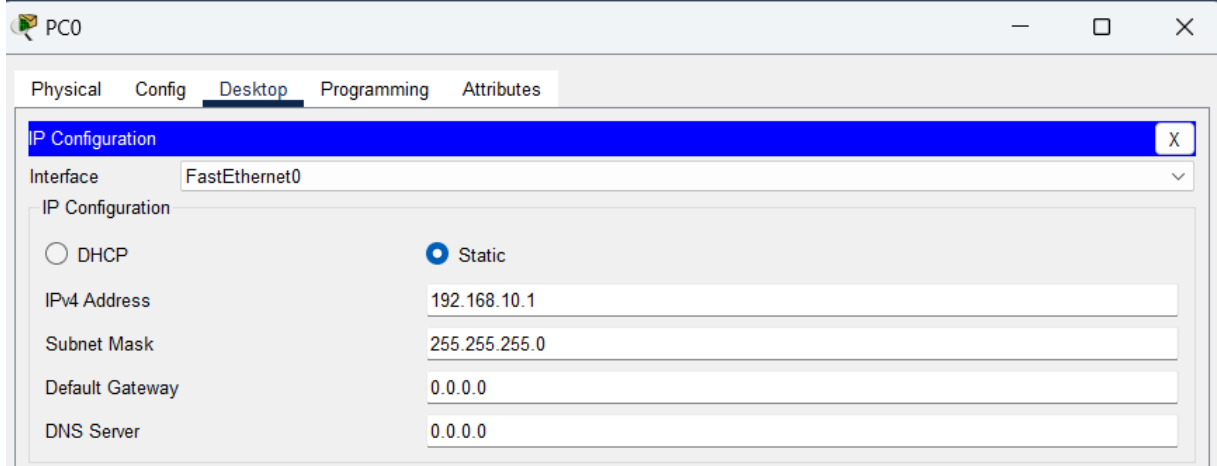 PC0
Physical Config Desktop Programming Attributes
IP Configuration X
Interface FastEthernet0
IP Configuration
DHCP Static
IPv4 Address 192.168.10.1
Subnet Mask 255.255.255.0
Default Gateway 0.0.0.0
DNS Server 0.0.0.0